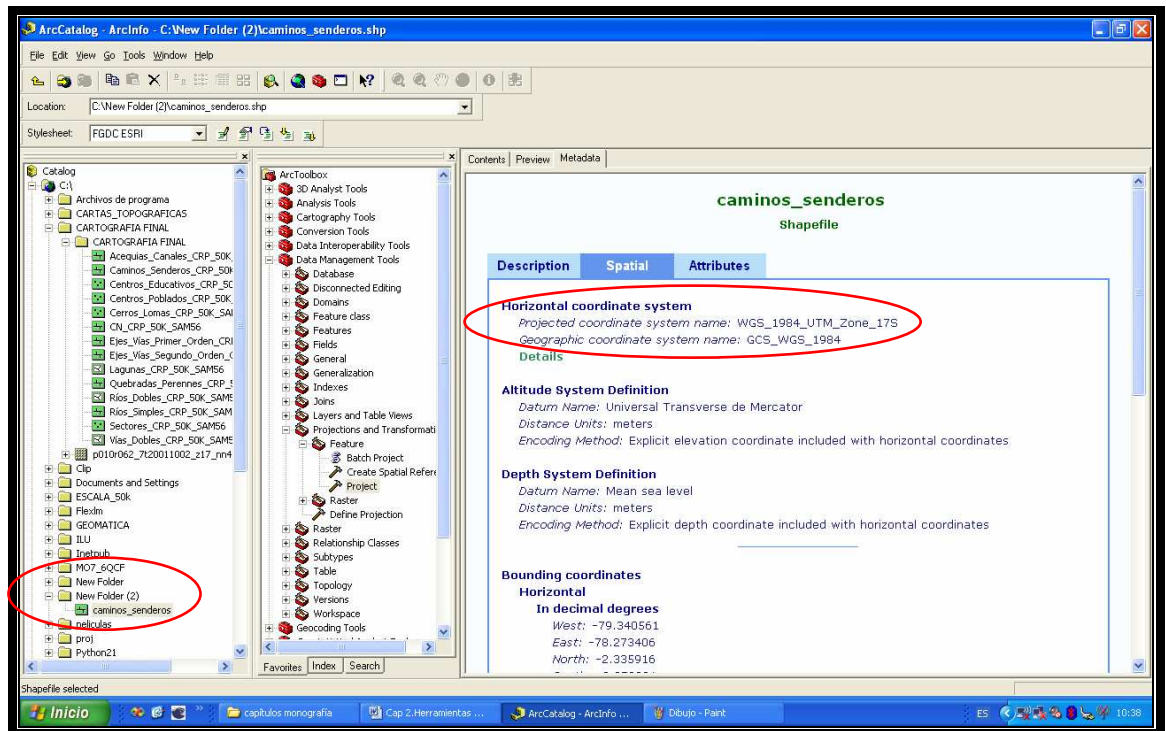 ArcCatalog - ArcInfo - C:\New Folder (2)\caminos_senderos.shp
File Edit View Go Tools Window Help
Location: C:\New Folder (2)\caminos_senderos.shp
Stylesheet: FGDC ESRI
Catalog
C:\
Archivos de programa
CARTAS_TOPOGRAFICAS
CARTOGRAFIA FINAL
CARTOGRAFIA FINAL
Acequias_Canales_CRP_50K_
Caminos_Senderos_CRP_50K
Centros_Educativos_CRP_50
Centros_Poblados_CRP_50K_
Cerros_Lomas_CRP_50K_SAM
CN_CRP_50K_SAM56
Ejes_Vias_Primer_Orden_CRI
Ejes_Vias_Segundo_Orden_C
Lagunas_CRP_50K_SAM56
Quebradas_Perennes_CRP_5
Ríos_Dobles_CRP_50K_SAM5
Ríos_Simples_CRP_50K_SAM
Sectores_CRP_50K_SAM56
Vias_Dobles_CRP_50K_SAM5
p010r062_7t20011002_z17_nn4
Clip
Documents and Settings
ESCALA_50k
Flexlm
GEOMATICA
ILU
Inetpub
MO7_6QCF
New Folder
New Folder (2)
caminos_senderos
peliculas
proj
Python21
ArcToolbox
3D Analyst Tools
Analysis Tools
Cartography Tools
Conversion Tools
Data Interoperability Tools
Data Management Tools
Database
Disconnected Editing
Domains
Feature class
Features
Fields
General
Generalization
Indexes
Joins
Layers and Table Views
Projections and Transformati
Feature
Batch Project
Create Spatial Refere
Project
Raster
Define Projection
Raster
Relationship Classes
Subtypes
Table
Topology
Versions
Workspace
Geocoding Tools
Favorites Index Search
Contents Preview Metadata
caminos_senderos
Shapefile
Description Spatial Attributes
Horizontal coordinate system
Projected coordinate system name: WGS_1984_UTM_Zone_17S
Geographic coordinate system name: GCS_WGS_1984
Details
Altitude System Definition
Datum Name: Universal Transverse de Mercator
Distance Units: meters
Encoding Method: Explicit elevation coordinate included with horizontal coordinates
Depth System Definition
Datum Name: Mean sea level
Distance Units: meters
Encoding Method: Explicit depth coordinate included with horizontal coordinates
Bounding coordinates
Horizontal
In decimal degrees
West: -79.340561
East: -78.273406
North: -2.335916
Shapefile selected
Inicio
capítulos monografía
Cap 2.Herramientas ...
ArcCatalog - ArcInfo ...
Dibujo - Paint
ES
10:38